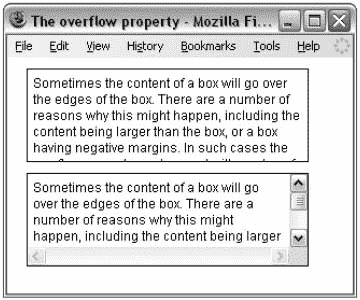 The overflow property - Mozilla Fi...
File Edit View History Bookmarks Tools Help
Sometimes the content of a box will go over
the edges of the box. There are a number of
reasons why this might happen, including the
content being larger than the box, or a box
having negative margins. In such cases the
Sometimes the content of a box will go
over the edges of the box. There are a
number of reasons why this might
happen, including the content being larger